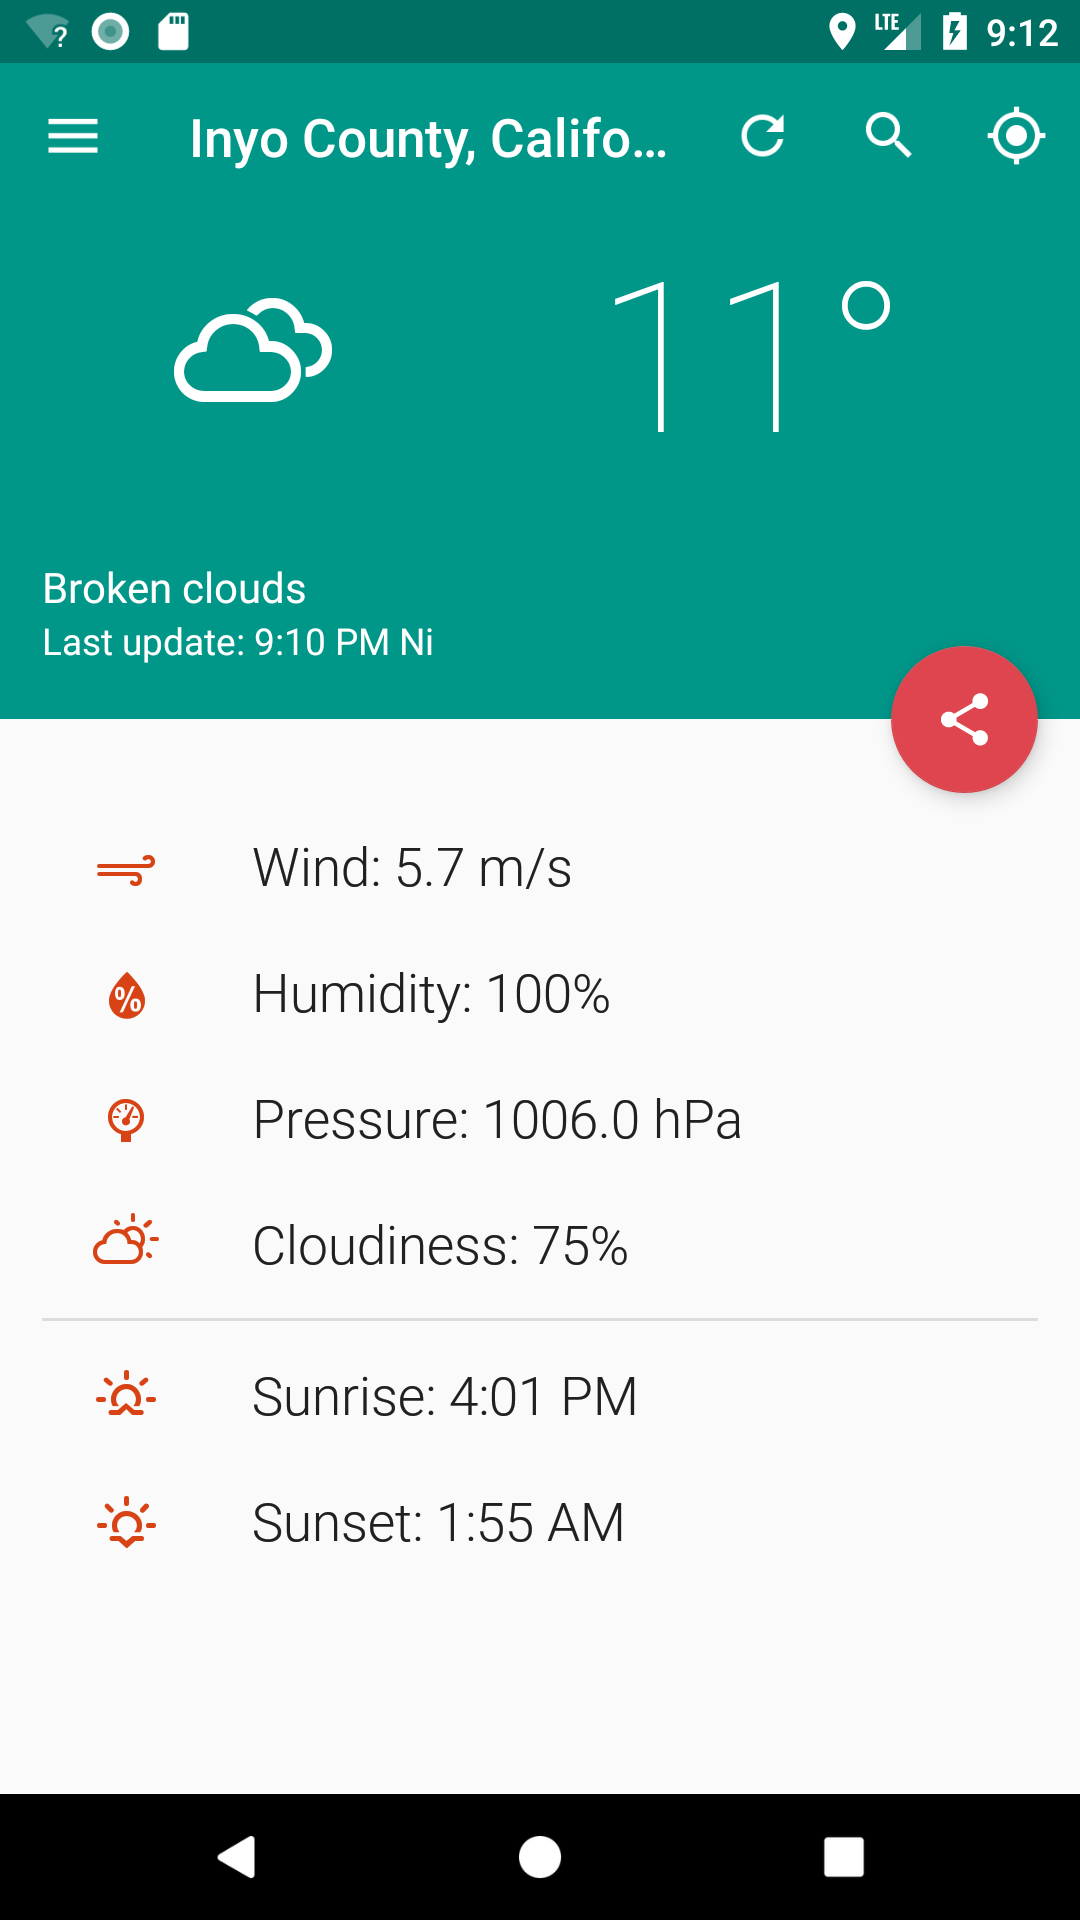 LTE 9:12
Inyo County, Califo...
11°
Broken clouds
Last update: 9:10 PM Ni
Wind: 5.7 m/s
Humidity: 100%
Pressure: 1006.0 hPa
Cloudiness: 75%
Sunrise: 4:01 PM
Sunset: 1:55 AM